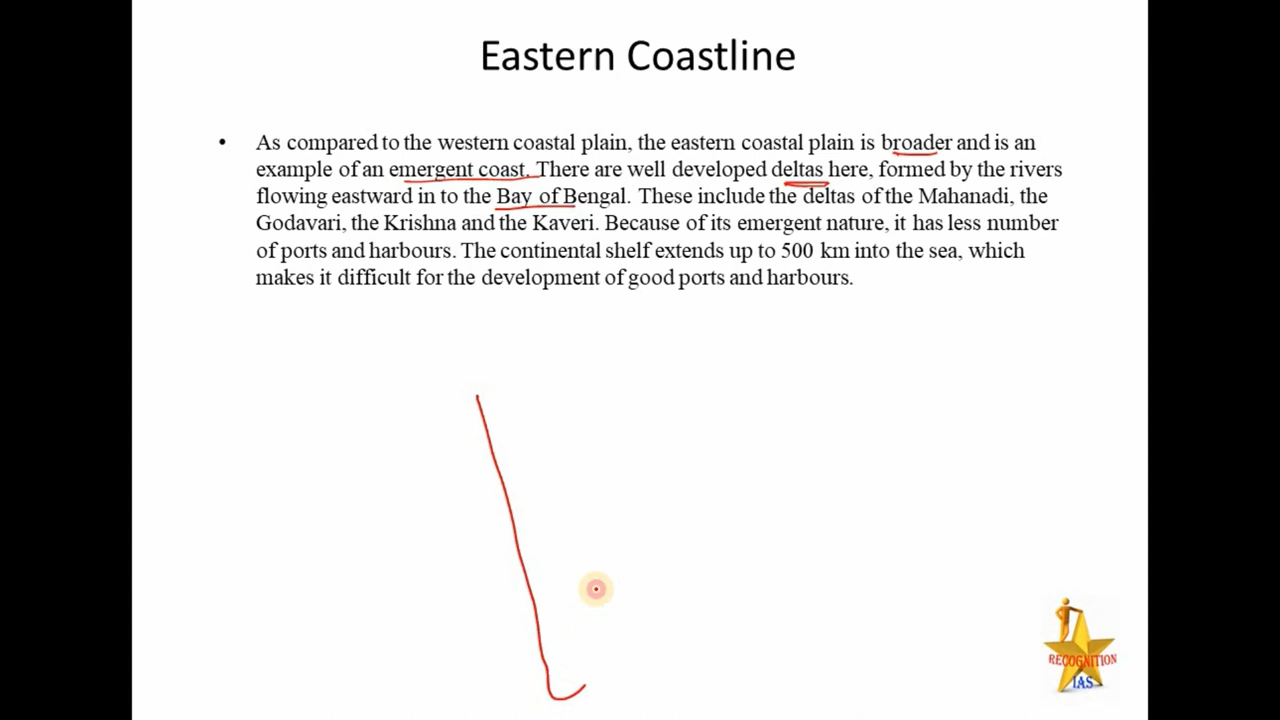 Eastern Coastline
• As compared to the western coastal plain, the eastern coastal plain is broader and is an
example of an emergent coast. There are well developed deltas here, formed by the rivers
flowing eastward in to the Bay of Bengal. These include the deltas of the Mahanadi, the
Godavari, the Krishna and the Kaveri. Because of its emergent nature, it has less number
of ports and harbours. The continental shelf extends up to 500 km into the sea, which
makes it difficult for the development of good ports and harbours.
RECOGNITION
IAS